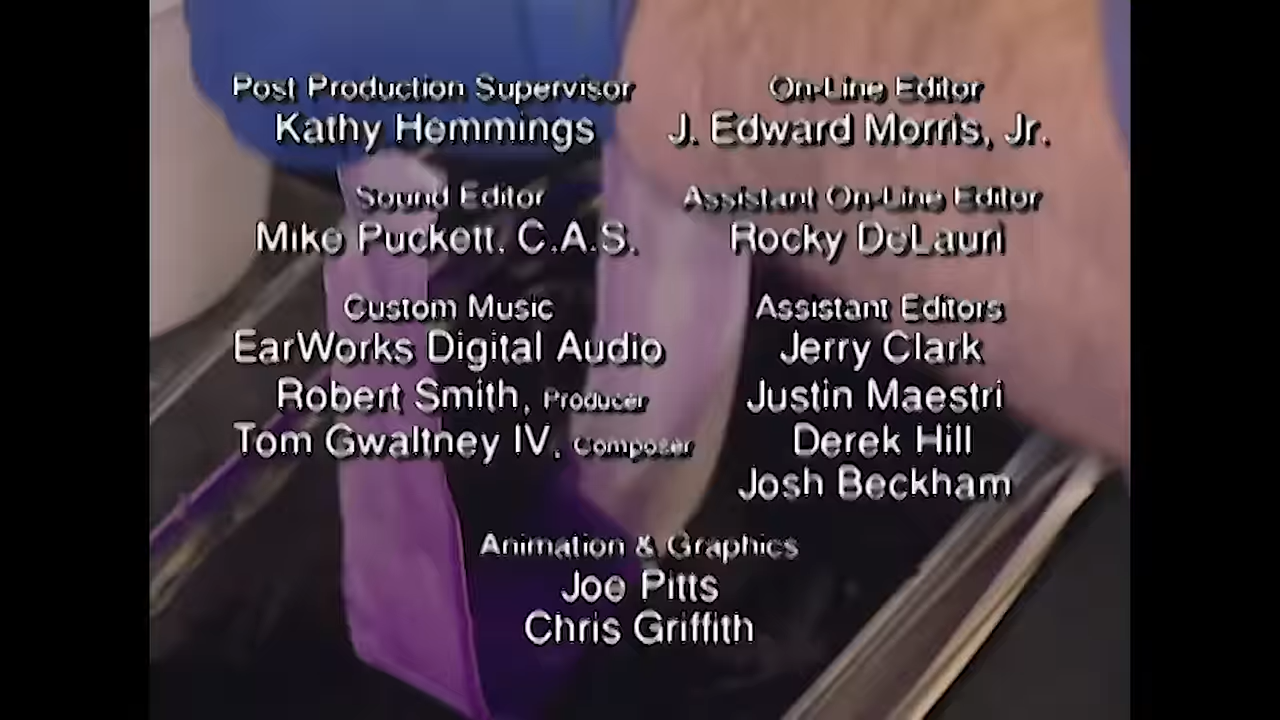 Post Production Supervisor
Kathy Hemmings
Sound Editor
Mike Puckett, C.A.S.
Custom Music
EarWorks Digital Audio
Robert Smith, Producer
Tom Gwaltney IV, Composer
On-Line Editor
J. Edward Morris, Jr.
Assistant On-Line Editor
Rocky DeLauri
Assistant Editors
Jerry Clark
Justin Maestri
Derek Hill
Josh Beckham
Animation & Graphics
Joe Pitts
Chris Griffith